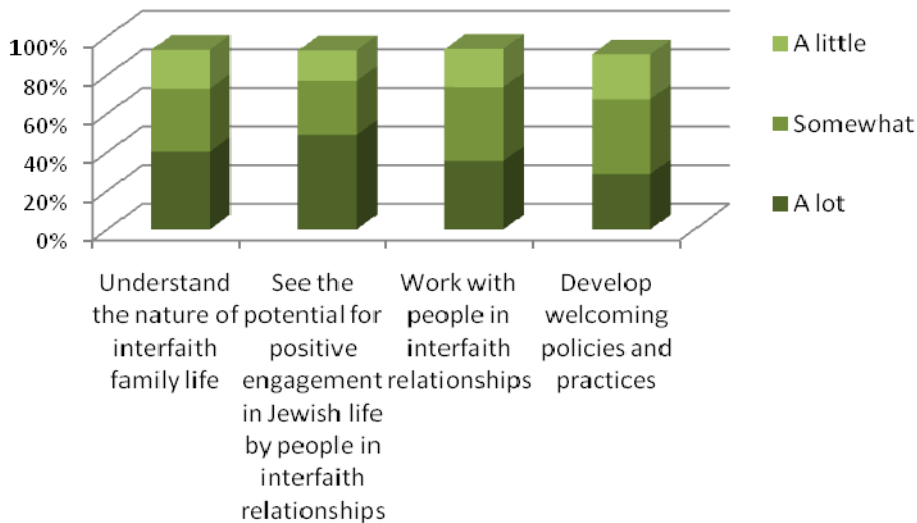 100%
80%
60%
40%
20%
0%
A little
Somewhat
A lot
Understand
the nature of
interfaith
family life
See the
potential for
positive
engagement
in Jewish life
by people in
interfaith
relationships
Work with
people in
interfaith
relationships
Develop
welcoming
policies and
practices